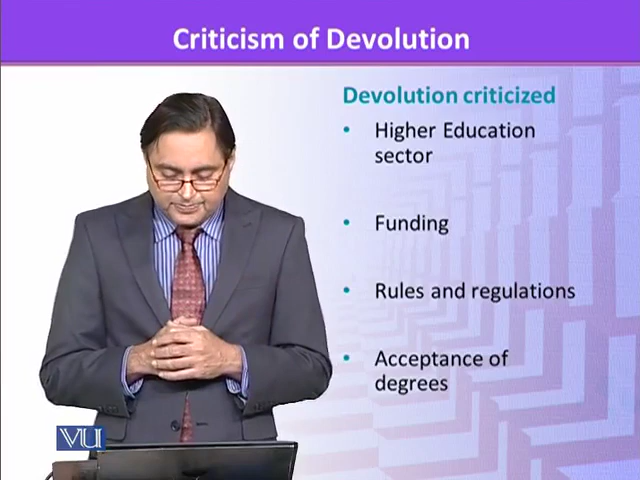 Criticism of Devolution
Devolution criticized
• Higher Education
sector
• Funding
• Rules and regulations
• Acceptance of
degrees
VU